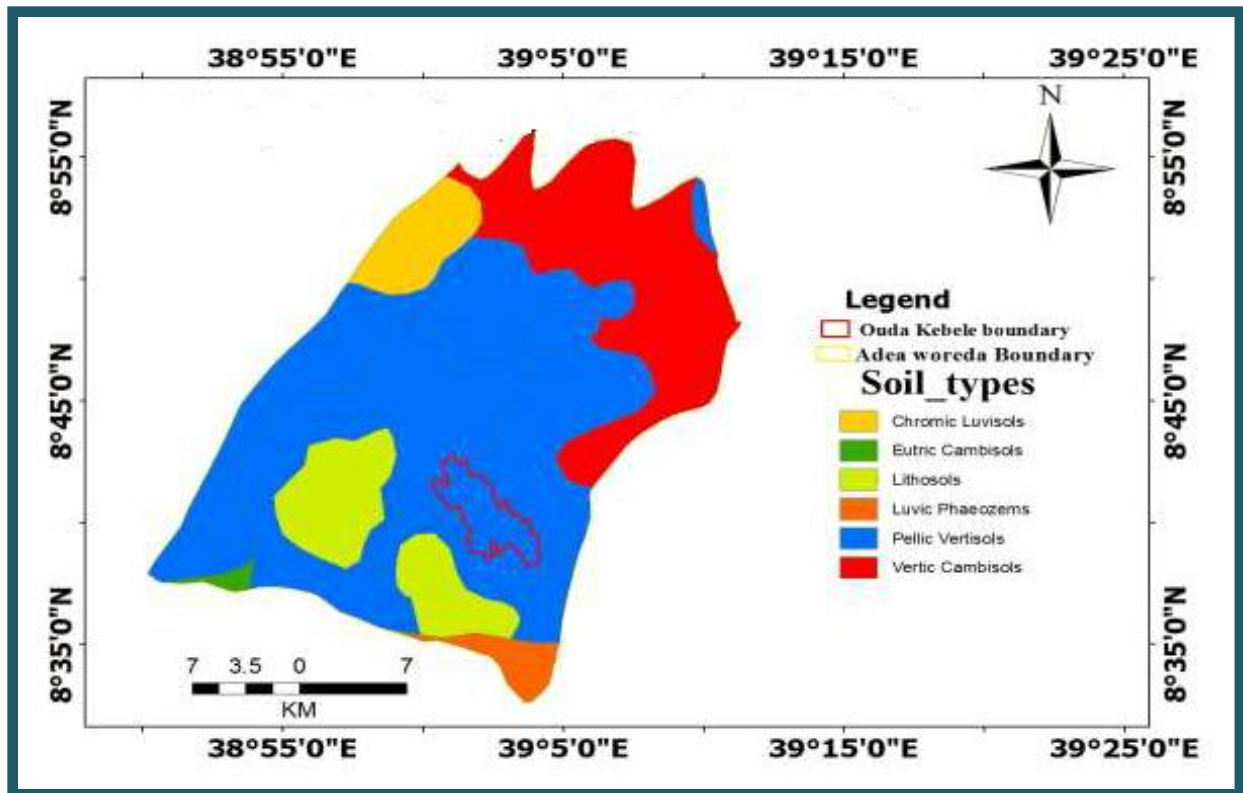 38°55'0"E 39°5'0"E 39°15'0"E 39°25'0"E
N
8°55'0"N
8°55'0"N
Legend
Ouda Kebele boundary
Adea woreda Boundary
Soil_types
8°45'0"N
8°45'0"N
Chromic Luvisols
Eutric Cambisols
Lithosols
Luvic Phaeozems
Pellic Vertisols
Vertic Cambisols
8°35'0"N
8°35'0"N
7 3.5 0 7
KM
38°55'0"E 39°5'0"E 39°15'0"E 39°25'0"E